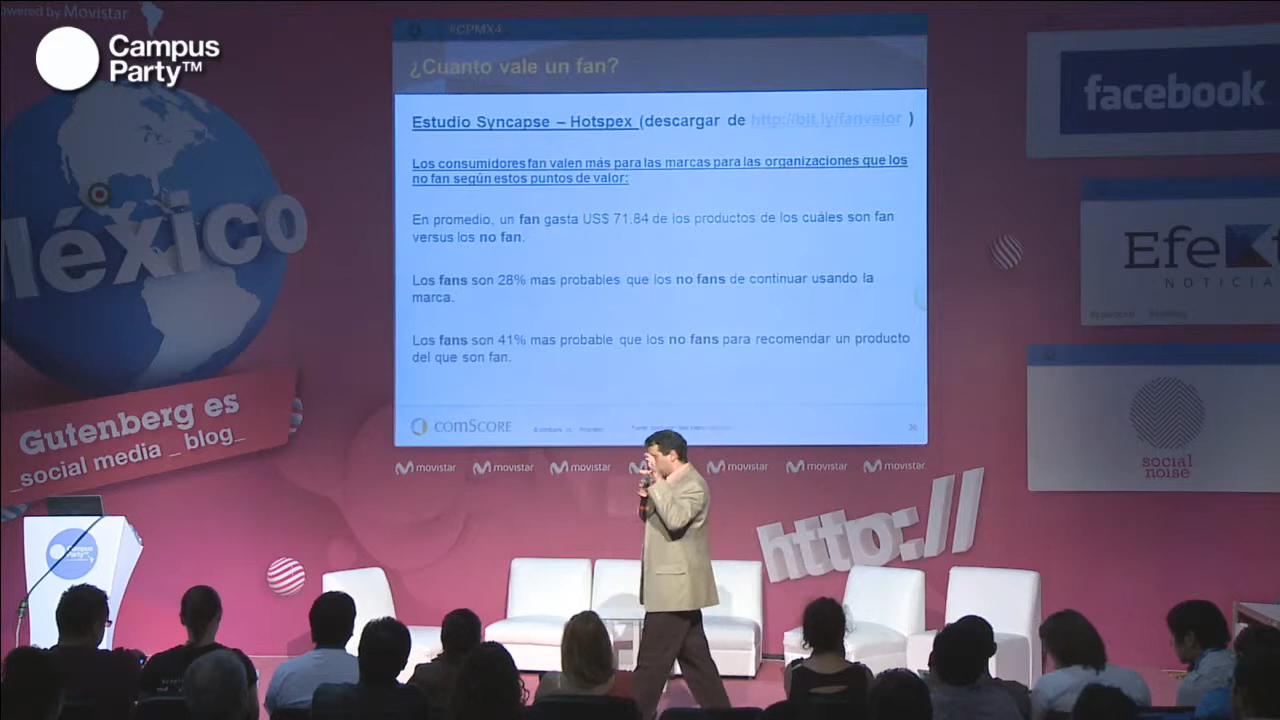 powered by Movistar
Campus
Party™
México
Gutenberg es
_social media _ blog_
Campus
Party™
#CPMX4
¿Cuanto vale un fan?
Estudio Syncapse – Hotspex (descargar de http://bit.ly/fanvalor )
Los consumidores fan valen más para las marcas para las organizaciones que los
no fan según estos puntos de valor:
En promedio, un fan gasta US$ 71.84 de los productos de los cuáles son fan
versus los no fan.
Los fans son 28% mas probables que los no fans de continuar usando la
marca.
Los fans son 41% mas probable que los no fans para recomendar un producto
del que son fan.
comSCORE
movistar movistar movistar movistar movistar movistar
http://
facebook
Efekt
NOTICIA
social
noise